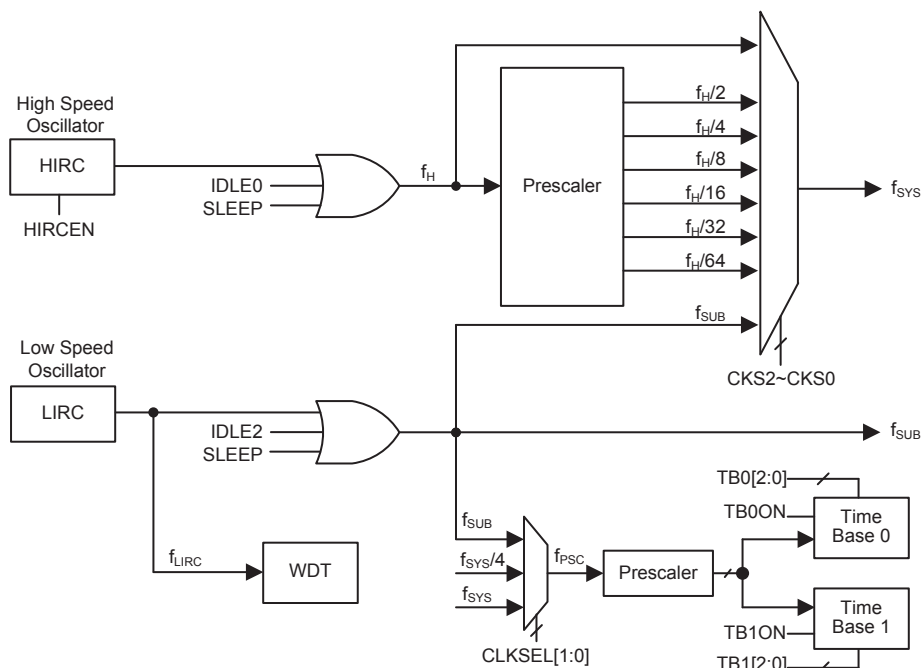 High Speed
Oscillator
HIRC
HIRCEN
IDLE0
SLEEP
fH
Prescaler
fH/2
fH/4
fH/8
fH/16
fH/32
fH/64
fSUB
fSYS
CKS2~CKS0
Low Speed
Oscillator
LIRC
IDLE2
SLEEP
fSUB
fLIRC
WDT
fSUB
fSYS/4
fSYS
CLKSEL[1:0]
fPSC
Prescaler
TB0[2:0]
TB0ON
Time
Base 0
Time
Base 1
TB1ON
TB1[2:0]